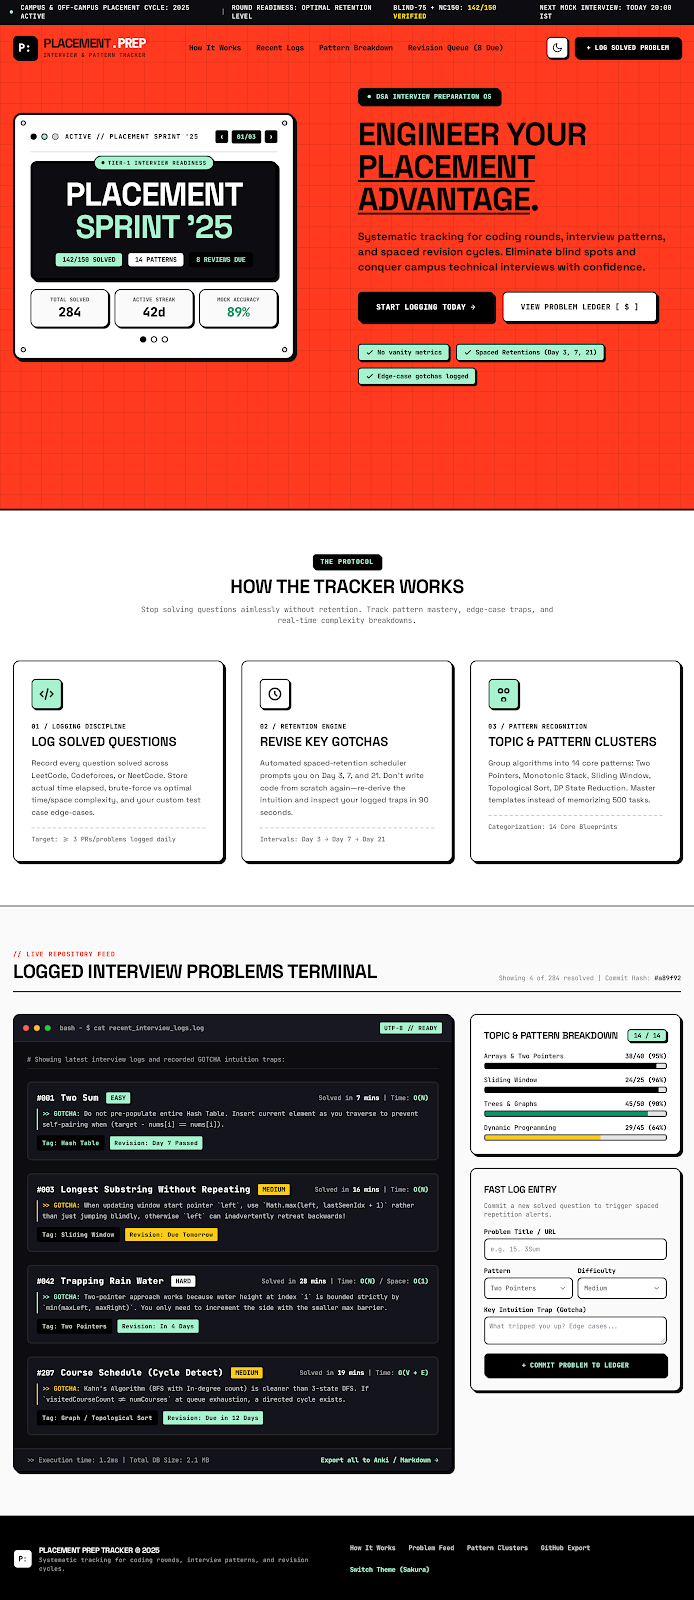 CAMPUS & OFF-CAMPUS PLACEMENT CYCLE: 2025
ACTIVE
|
ROUND READINESS: OPTIMAL RETENTION
LEVEL
BLIND-75 + NC150: 142/150
VERIFIED
NEXT MOCK INTERVIEW: TODAY 20:00
IST
P:
PLACEMENT.PREP
INTERVIEW & PATTERN TRACKER
How It Works
Recent Logs
Pattern Breakdown
Revision Queue (8 Due)
+ LOG SOLVED PROBLEM
ACTIVE // PLACEMENT SPRINT '25
‹
01/03
›
TIER-1 INTERVIEW READINESS
PLACEMENT
SPRINT ’25
142/150 SOLVED
14 PATTERNS
8 REVIEWS DUE
TOTAL SOLVED
284
ACTIVE STREAK
42d
MOCK ACCURACY
89%
DSA INTERVIEW PREPARATION OS
ENGINEER YOUR
PLACEMENT
ADVANTAGE.
Systematic tracking for coding rounds, interview patterns,
and spaced revision cycles. Eliminate blind spots and
conquer campus technical interviews with confidence.
START LOGGING TODAY →
VIEW PROBLEM LEDGER [ $ ]
✓ No vanity metrics
✓ Spaced Retentions (Day 3, 7, 21)
✓ Edge-case gotchas logged
THE PROTOCOL
HOW THE TRACKER WORKS
Stop solving questions aimlessly without retention. Track pattern mastery, edge-case traps, and
real-time complexity breakdowns.
01 / LOGGING DISCIPLINE
LOG SOLVED QUESTIONS
Record every question solved across
LeetCode, Codeforces, or NeetCode. Store
actual time elapsed, brute-force vs optimal
time/space complexity, and your custom test
case edge-cases.
Target: ≥ 3 PRs/problems logged daily
02 / RETENTION ENGINE
REVISE KEY GOTCHAS
Automated spaced-retention scheduler
prompts you on Day 3, 7, and 21. Don't write
code from scratch again—re-derive the
intuition and inspect your logged traps in 90
seconds.
Intervals: Day 3 → Day 7 → Day 21
03 / PATTERN RECOGNITION
TOPIC & PATTERN CLUSTERS
Group algorithms into 14 core patterns: Two
Pointers, Monotonic Stack, Sliding Window,
Topological Sort, DP State Reduction. Master
templates instead of memorizing 500 tasks.
Categorization: 14 Core Blueprints
// LIVE REPOSITORY FEED
LOGGED INTERVIEW PROBLEMS TERMINAL
Showing 4 of 284 resolved | Commit Hash: #a89f92
bash - $ cat recent_interview_logs.log
UTF-8 // READY
# Showing latest interview logs and recorded GOTCHA intuition traps:
#001 Two Sum EASY
Solved in 7 mins | Time: O(N)
>> GOTCHA: Do not pre-populate entire Hash Table. Insert current element as you traverse to prevent
self-pairing when (target - nums[i] == nums[i]).
Tag: Hash Table
Revision: Day 7 Passed
#003 Longest Substring Without Repeating MEDIUM
Solved in 16 mins | Time: O(N)
>> GOTCHA: When updating window start pointer `left`, use `Math.max(left, lastSeenIdx + 1)` rather
than just jumping blindly, otherwise `left` can inadvertently retreat backwards!
Tag: Sliding Window
Revision: Due Tomorrow
#042 Trapping Rain Water HARD
Solved in 28 mins | Time: O(N) / Space: O(1)
>> GOTCHA: Two-pointer approach works because water height at index `i` is bounded strictly by
`min(maxLeft, maxRight)`. You only need to increment the side with the smaller max barrier.
Tag: Two Pointers
Revision: In 4 Days
#207 Course Schedule (Cycle Detect) MEDIUM
Solved in 19 mins | Time: O(V + E)
>> GOTCHA: Kahn's Algorithm (BFS with In-degree count) is cleaner than 3-state DFS. If
`visitedCourseCount ≠ numCourses` at queue exhaustion, a directed cycle exists.
Tag: Graph / Topological Sort
Revision: Due in 12 Days
>> Execution time: 1.2ms | Total DB Size: 2.1 MB
Export all to Anki / Markdown →
TOPIC & PATTERN BREAKDOWN
14 / 14
Arrays & Two Pointers 38/40 (95%)
Sliding Window 24/25 (96%)
Trees & Graphs 45/50 (90%)
Dynamic Programming 29/45 (64%)
FAST LOG ENTRY
Commit a new solved question to trigger spaced
repetition alerts.
Problem Title / URL
e.g. 15. 3Sum
Pattern
Difficulty
Two Pointers
Medium
Key Intuition Trap (Gotcha)
What tripped you up? Edge cases...
+ COMMIT PROBLEM TO LEDGER
P:
PLACEMENT PREP TRACKER © 2025
Systematic tracking for coding rounds, interview patterns, and revision
cycles.
How It Works
Problem Feed
Pattern Clusters
GitHub Export
Switch Theme (Sakura)